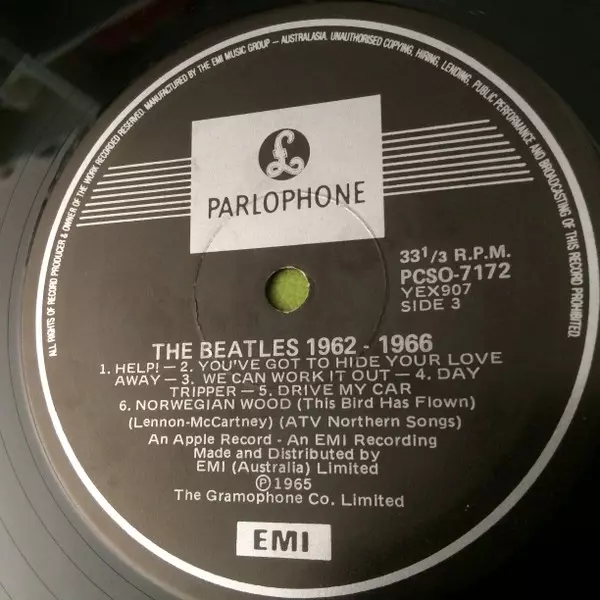 ALL RIGHTS OF RECORD PRODUCER & OWNER OF THE WORK RECORDED RESERVED. MANUFACTURED BY THE EMI MUSIC GROUP – AUSTRALASIA. UNAUTHORISED COPYING, HIRING, LENDING, PUBLIC PERFORMANCE AND BROADCASTING OF THIS RECORD PROHIBITED
£
PARLOPHONE
33 1/3 R.P.M.
PCSO-7172
YEX907
SIDE 3
THE BEATLES 1962 - 1966
1. HELP! — 2. YOU'VE GOT TO HIDE YOUR LOVE
AWAY — 3. WE CAN WORK IT OUT — 4. DAY
TRIPPER — 5. DRIVE MY CAR
6. NORWEGIAN WOOD (This Bird Has Flown)
(Lennon-McCartney) (ATV Northern Songs)
An Apple Record - An EMI Recording
Made and Distributed by
EMI (Australia) Limited
Ⓟ1965
The Gramophone Co. Limited
EMI